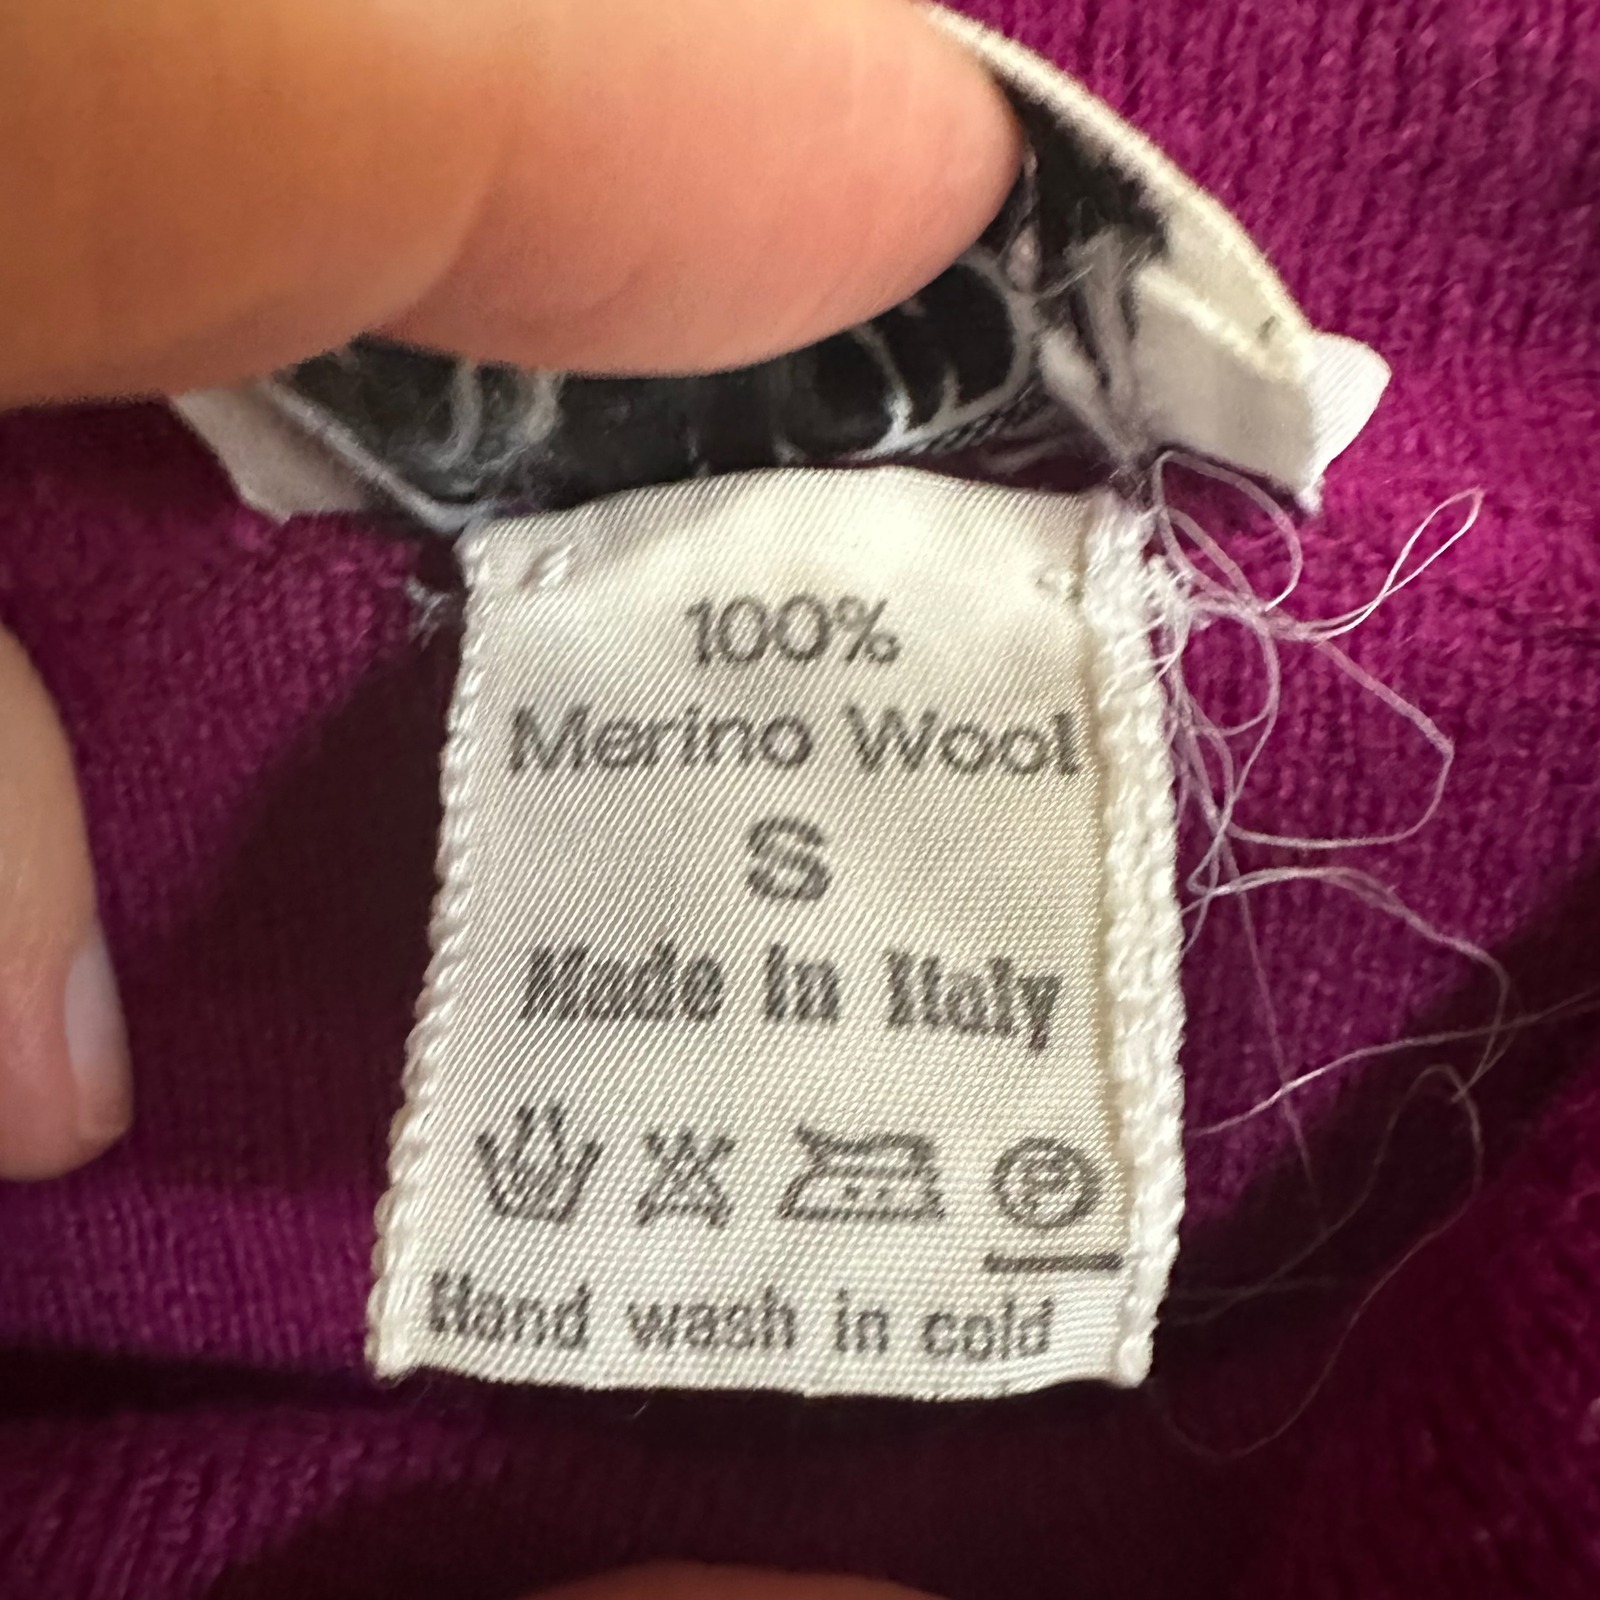 100%
Merino Wool
S
Made in Italy
P
Hand wash in cold